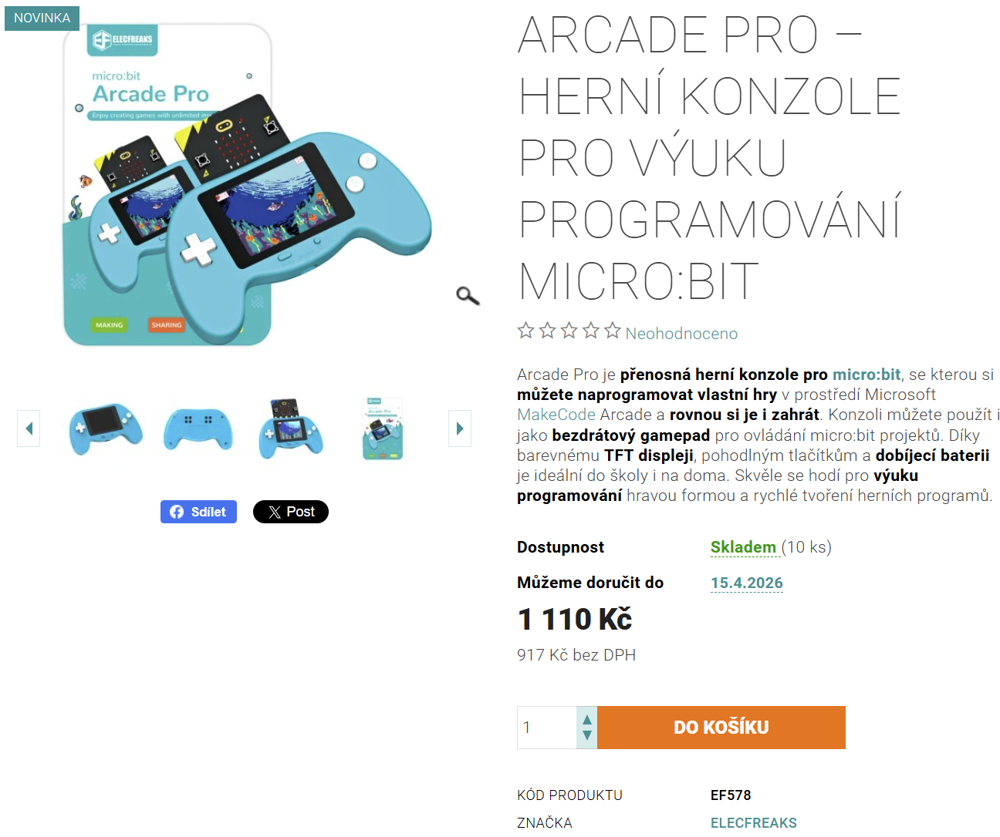 NOVINKA
ELECFREAKS
micro:bit
Arcade Pro
Enjoy creating games with unlimited
MAKING
SHARING
Sdílet
Post
ARCADE PRO –
HERNÍ KONZOLE
PRO VÝUKU
PROGRAMOVÁNÍ
MICRO:BIT
Neohodnoceno
Arcade Pro je přenosná herní konzole pro micro:bit, se kterou si
můžete naprogramovat vlastní hry v prostředí Microsoft
MakeCode Arcade a rovnou si je i zahrát. Konzoli můžete použít i
jako bezdrátový gamepad pro ovládání micro:bit projektů. Díky
barevnému TFT displeji, pohodlným tlačítkům a dobíjecí baterii
je ideální do školy i na doma. Skvěle se hodí pro výuku
programování hravou formou a rychlé tvoření herních programů.
Dostupnost Skladem (10 ks)
Můžeme doručit do 15.4.2026
1 110 Kč
917 Kč bez DPH
1 DO KOŠÍKU
KÓD PRODUKTU EF578
ZNAČKA ELECFREAKS